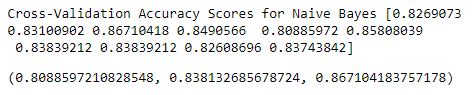 Cross-Validation Accuracy Scores for Naive Bayes [0.8269073
0.83100902 0.86710418 0.8490566  0.80885972 0.85808039
 0.83839212 0.83839212 0.82608696 0.83743842]
(0.8088597210828548, 0.838132685678724, 0.867104183757178)